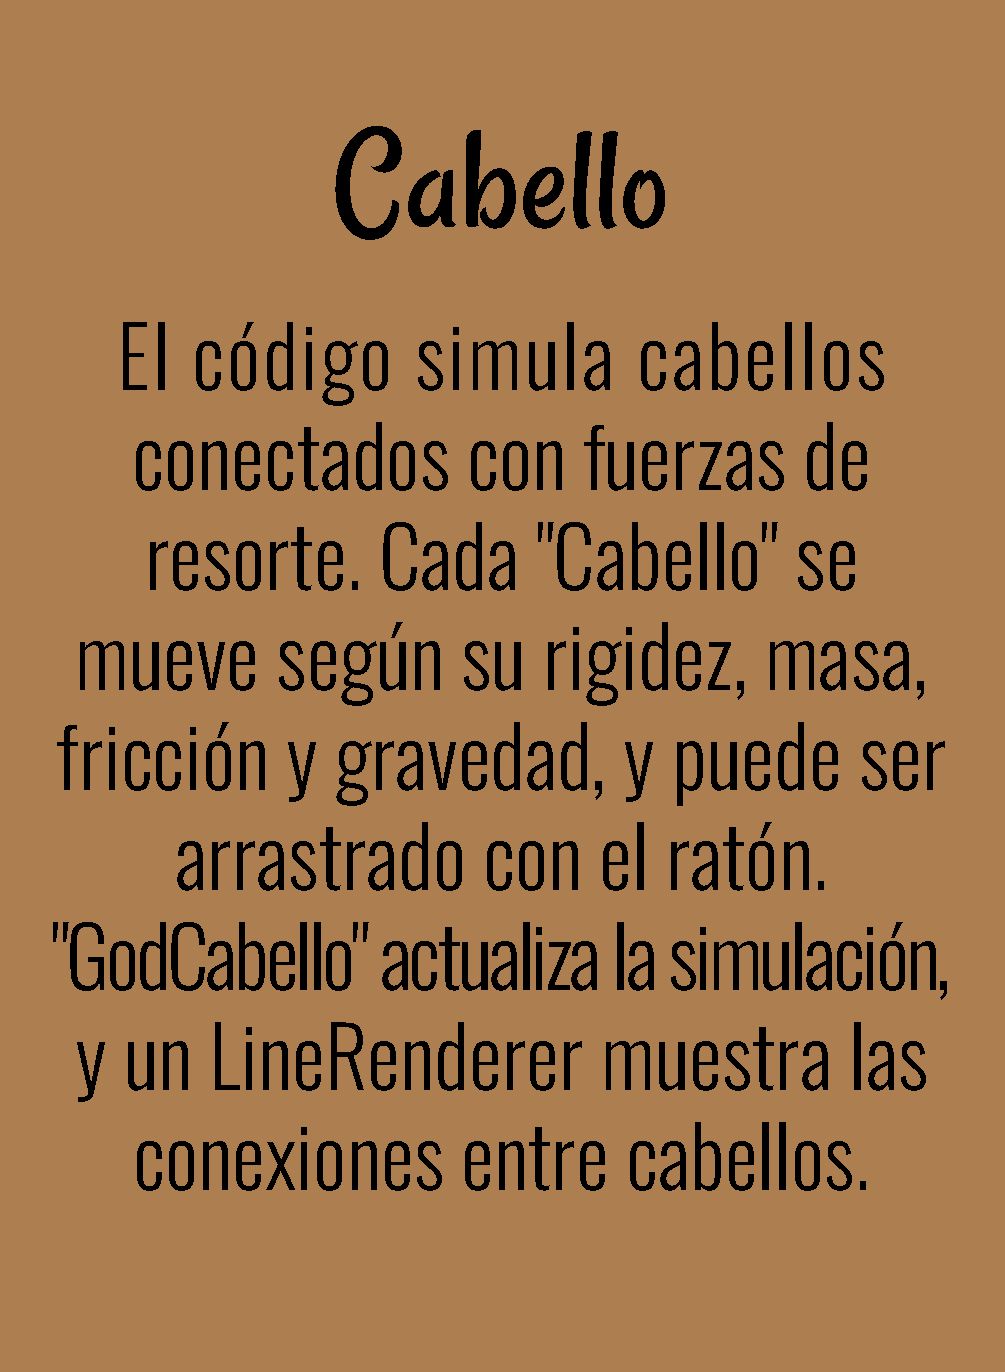 Cabello
El código simula cabellos
conectados con fuerzas de
resorte. Cada "Cabello" se
mueve según su rigidez, masa,
fricción y gravedad, y puede ser
arrastrado con el ratón.
"GodCabello" actualiza la simulación,
y un LineRenderer muestra las
conexiones entre cabellos.